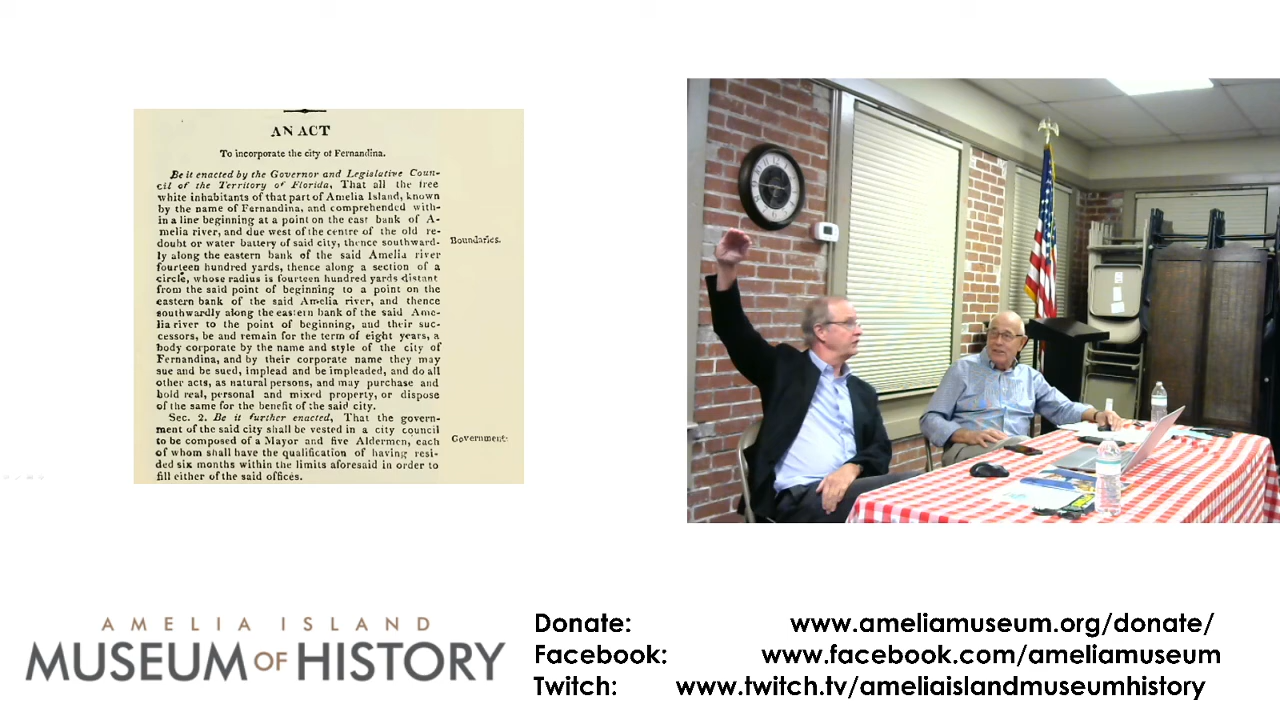 AN ACT
To incorporate the city of Fernandina.
Be it enacted by the Governor and Legislative Coun-
cil of the Territory of Florida, That all the free
white inhabitants of that part of Amelia Island, known
by the name of Fernandina, and comprehended with-
in a line beginning at a point on the east bank of A-
melia river, and due west of the centre of the old re-
doubt or water battery of said city, thence southward-
ly along the eastern bank of the said Amelia river
fourteen hundred yards, thence along a section of a
circle, whose radius is fourteen hundred yards distant
from the said point of beginning to a point on the
eastern bank of the said Amelia river, and thence
southwardly along the eastern bank of the said Ame-
lia river to the point of beginning, and their suc-
cessors, be and remain for the term of eight years, a
body corporate by the name and style of the city of
Fernandina, and by their corporate name they may
sue and be sued, implead and be impleaded, and do all
other acts, as natural persons, and may purchase and
hold real, personal and mixed property, or dispose
of the same for the benefit of the said city.
Boundaries.
Sec. 2. Be it further enacted, That the govern-
ment of the said city shall be vested in a city council
to be composed of a Mayor and five Aldermen, each
of whom shall have the qualification of having resi-
ded six months within the limits aforesaid in order to
fill either of the said offices.
Government:
AMELIA ISLAND
MUSEUM OF HISTORY
Donate: www.ameliamuseum.org/donate/
Facebook: www.facebook.com/ameliamuseum
Twitch: www.twitch.tv/ameliaislandmuseumhistory